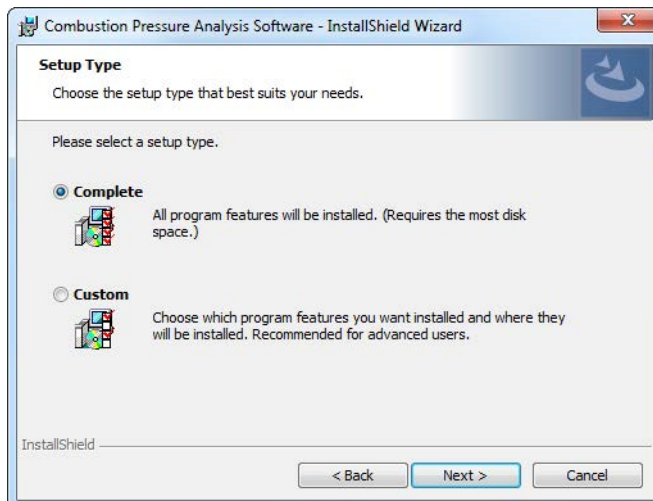 Combustion Pressure Analysis Software - InstallShield Wizard
Setup Type
Choose the setup type that best suits your needs.
Please select a setup type.
Complete
All program features will be installed. (Requires the most disk
space.)
Custom
Choose which program features you want installed and where they
will be installed. Recommended for advanced users.
InstallShield
< Back Next > Cancel